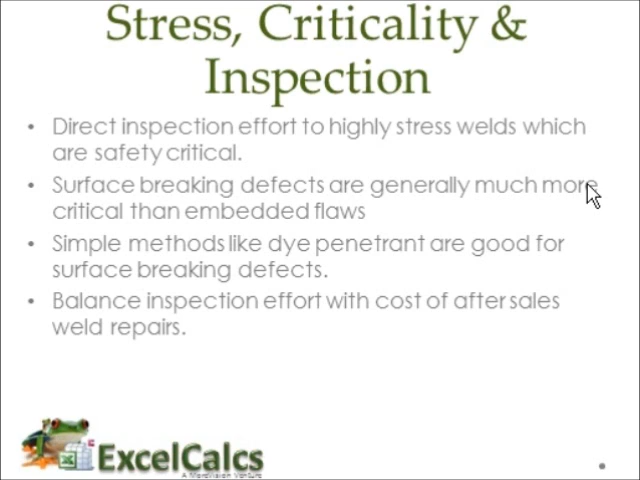 Stress, Criticality &
Inspection
• Direct inspection effort to highly stress welds which
are safety critical.
• Surface breaking defects are generally much more
critical than embedded flaws
• Simple methods like dye penetrant are good for
surface breaking defects.
• Balance inspection effort with cost of after sales
weld repairs.
ExcelCalcs
A MoreVision Venture